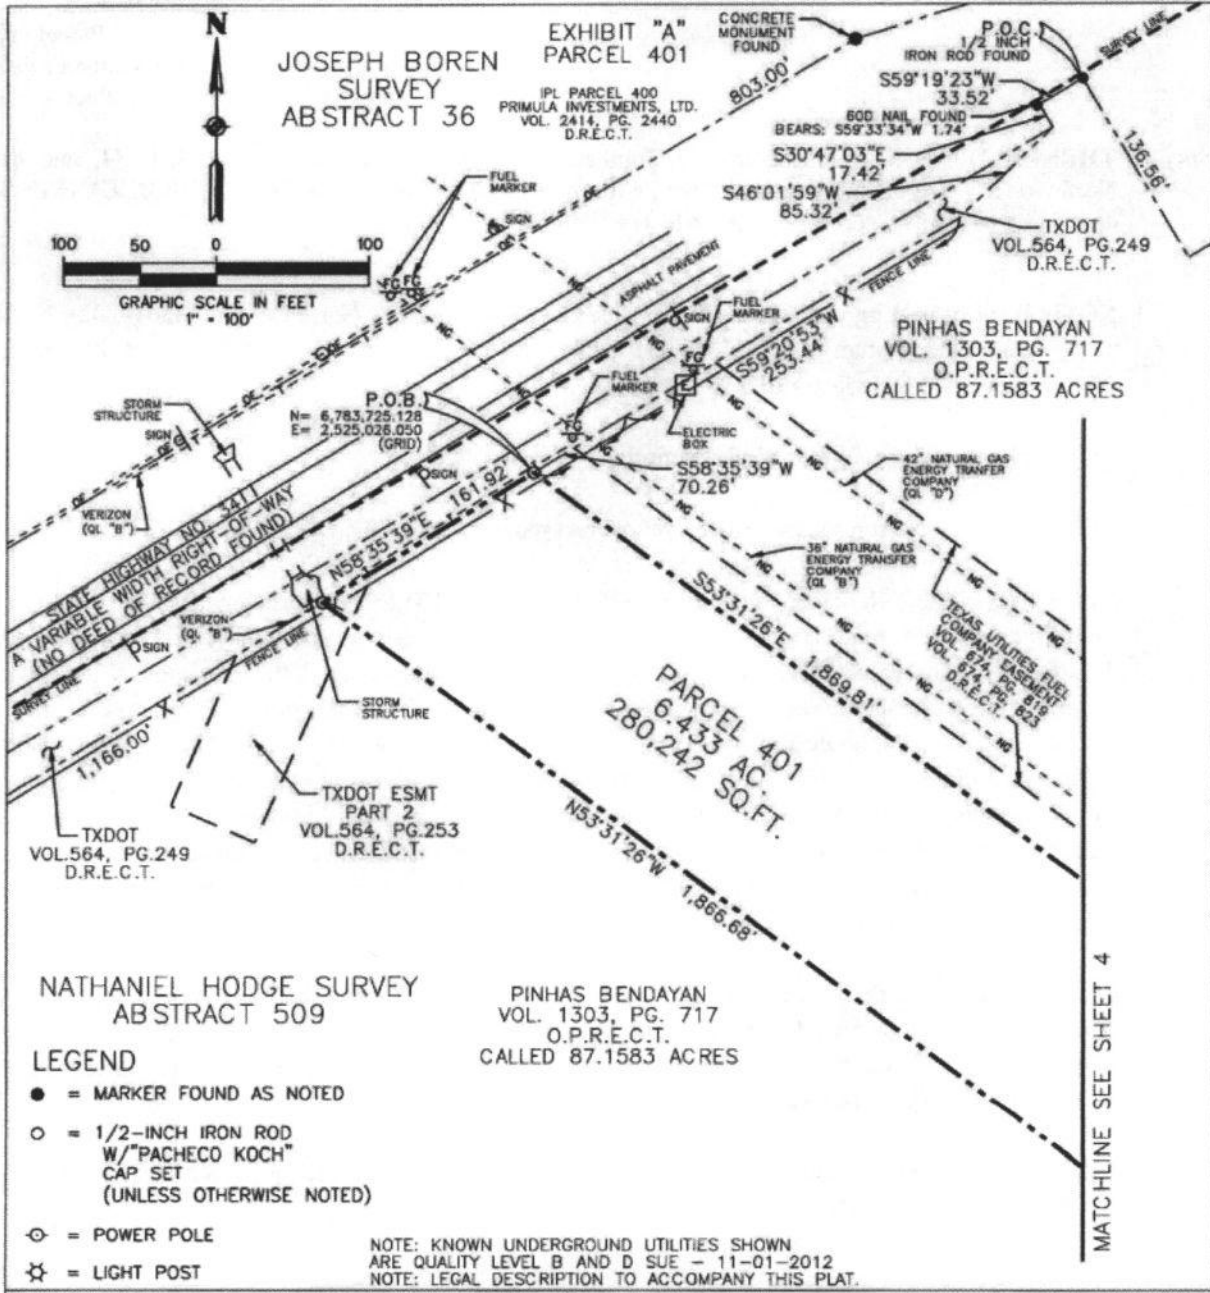 N
JOSEPH BOREN
SURVEY
ABSTRACT 36
EXHIBIT "A"
PARCEL 401
IPL PARCEL 400
PRIMULA INVESTMENTS, LTD.
VOL. 2414, PG. 2440
D.R.E.C.T.
CONCRETE
MONUMENT
FOUND
803.00'
P.O.C.
1/2 INCH
IRON ROD FOUND
SURVEY LINE
S59°19'23"W
33.52'
60D NAIL FOUND
BEARS: S59°33'34"W 1.74'
S30°47'03"E
17.42'
S46°01'59"W
85.32'
136.56'
TXDOT
VOL.564, PG.249
D.R.E.C.T.
FUEL
MARKER
SIGN
OF
NG
FG FG
100 50 0 100
GRAPHIC SCALE IN FEET
1" - 100'
ASPHALT PAVEMENT
SIGN
FUEL
MARKER
FG
X
FENCE LINE
S59°20'53"W
253.44'
PINHAS BENDAYAN
VOL. 1303, PG. 717
O.P.R.E.C.T.
CALLED 87.1583 ACRES
STORM
STRUCTURE
SIGN
P.O.B.
N= 6,783,725.128
E= 2,525,026.050
(GRID)
FUEL
MARKER
FG
E
ELECTRIC
BOX
S58°35'39"W
70.26'
42" NATURAL GAS
ENERGY TRANFER
COMPANY
(QL "D")
VERIZON
(QL "B")
SIGN
N58°35'39"E 161.92'
36" NATURAL GAS
ENERGY TRANSFER
COMPANY
(QL "B")
STATE HIGHWAY NO. 3411
A VARIABLE WIDTH RIGHT-OF-WAY
(NO DEED OF RECORD FOUND)
VERIZON
(QL "B")
SIGN
SURVEY LINE
FENCE LINE
X
1,166.00'
STORM
STRUCTURE
S53°31'26"E 1,869.81'
TEXAS UTILITIES FUEL
COMPANY EASEMENT
VOL. 674, PG. 819
VOL. 674, PG. 823
D.R.E.C.T.
PARCEL 401
6.433 AC.
280,242 SQ.FT.
TXDOT ESMT
PART 2
VOL.564, PG.253
D.R.E.C.T.
TXDOT
VOL.564, PG.249
D.R.E.C.T.
N53°31'26"W 1,866.68'
NATHANIEL HODGE SURVEY
ABSTRACT 509
PINHAS BENDAYAN
VOL. 1303, PG. 717
O.P.R.E.C.T.
CALLED 87.1583 ACRES
MATCHLINE SEE SHEET 4
LEGEND
● = MARKER FOUND AS NOTED
○ = 1/2-INCH IRON ROD
W/"PACHECO KOCH"
CAP SET
(UNLESS OTHERWISE NOTED)
= POWER POLE
= LIGHT POST
NOTE: KNOWN UNDERGROUND UTILITIES SHOWN
ARE QUALITY LEVEL B AND D SUE - 11-01-2012
NOTE: LEGAL DESCRIPTION TO ACCOMPANY THIS PLAT.